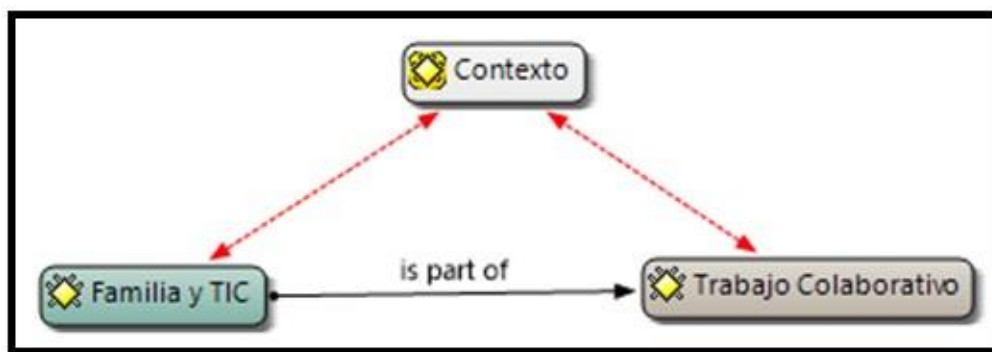 Contexto
is part of
Familia y TIC
Trabajo Colaborativo